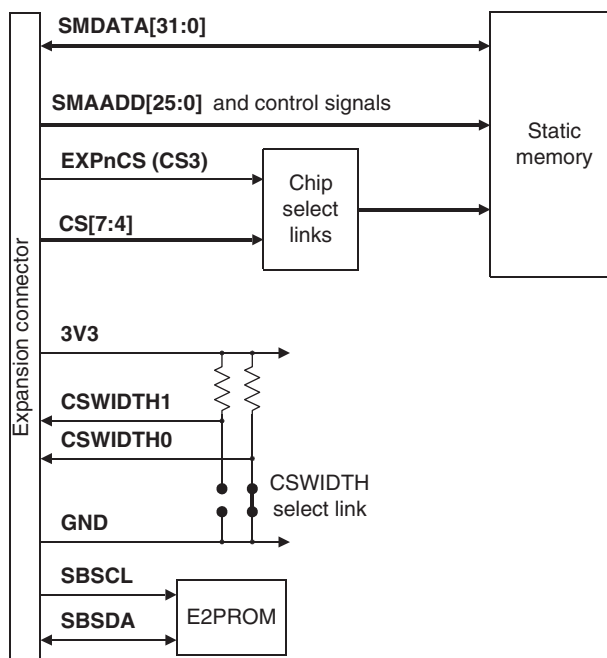 SMDATA[31:0]
SMAADD[25:0] and control signals
Static
memory
EXPnCS (CS3)
Chip
select
links
CS[7:4]
Expansion connector
3V3
CSWIDTH1
CSWIDTH0
CSWIDTH
select link
GND
SBSCL
E2PROM
SBSDA